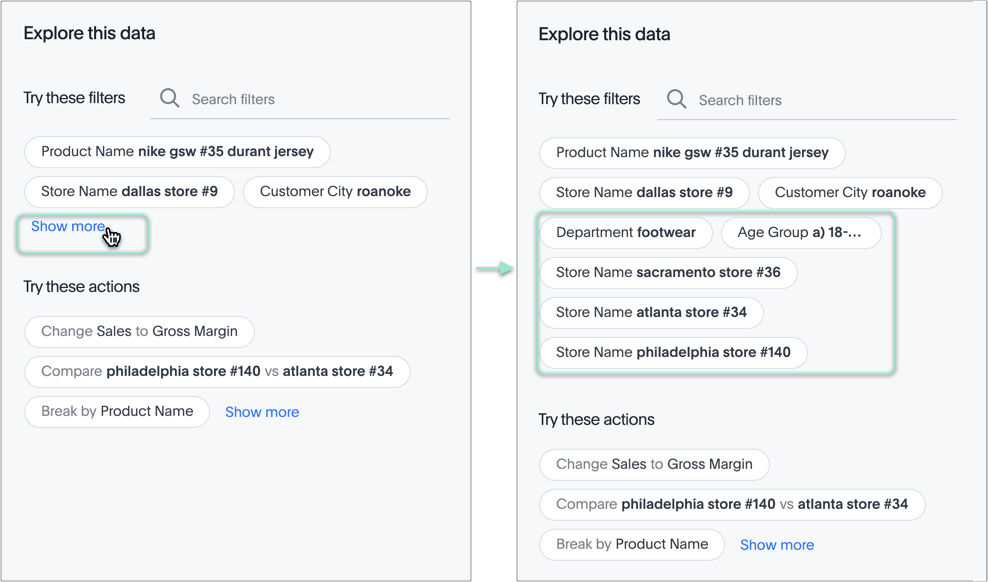 Explore this data
Try these filters
Search filters
Product Name nike gsw #35 durant jersey
Store Name dallas store #9
Customer City roanoke
Show more
Try these actions
Change Sales to Gross Margin
Compare philadelphia store #140 vs atlanta store #34
Break by Product Name
Show more
Explore this data
Try these filters
Search filters
Product Name nike gsw #35 durant jersey
Store Name dallas store #9
Customer City roanoke
Department footwear
Age Group a) 18-...
Store Name sacramento store #36
Store Name atlanta store #34
Store Name philadelphia store #140
Try these actions
Change Sales to Gross Margin
Compare philadelphia store #140 vs atlanta store #34
Break by Product Name
Show more